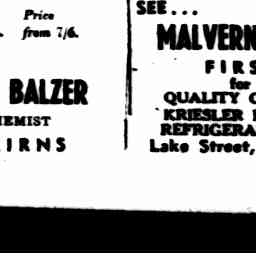 Price
from 7/6.
BALZER
EMIST
IRNS
SEE...
MALVERN
FIRS
for
QUALITY
KRIESLER
REFRIGERA
Lake Street,